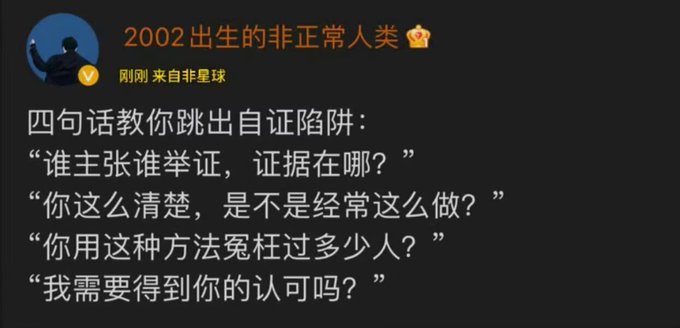 2002出生的非正常人类
刚刚 来自非星球
四句话教你跳出自证陷阱：
“谁主张谁举证，证据在哪？”
“你这么清楚，是不是经常这么做？”
“你用这种方法冤枉过多少人？”
“我需要得到你的认可吗？”